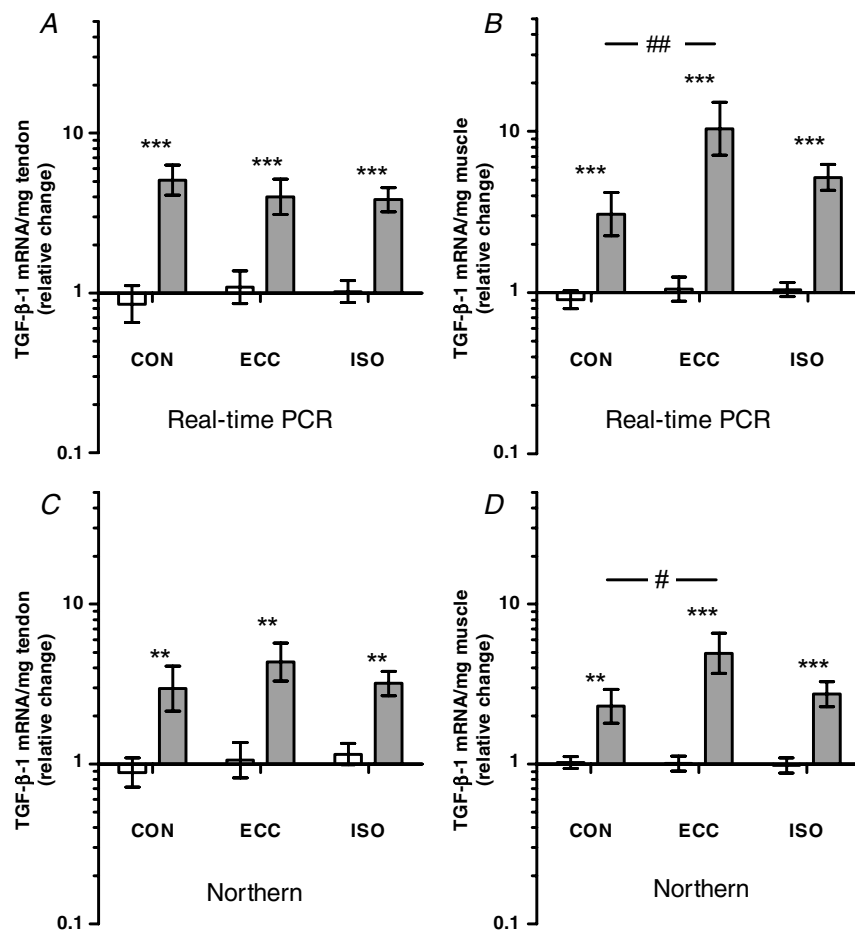 A
TGF-β-1 mRNA/mg tendon
(relative change)
10
1
0.1
***
***
***
CON ECC ISO
Real-time PCR
B
TGF-β-1 mRNA/mg muscle
(relative change)
10
1
0.1
##
***
***
***
CON ECC ISO
Real-time PCR
C
TGF-β-1 mRNA/mg tendon
(relative change)
10
1
0.1
**
**
**
CON ECC ISO
Northern
D
TGF-β-1 mRNA/mg muscle
(relative change)
10
1
0.1
#
**
***
***
CON ECC ISO
Northern